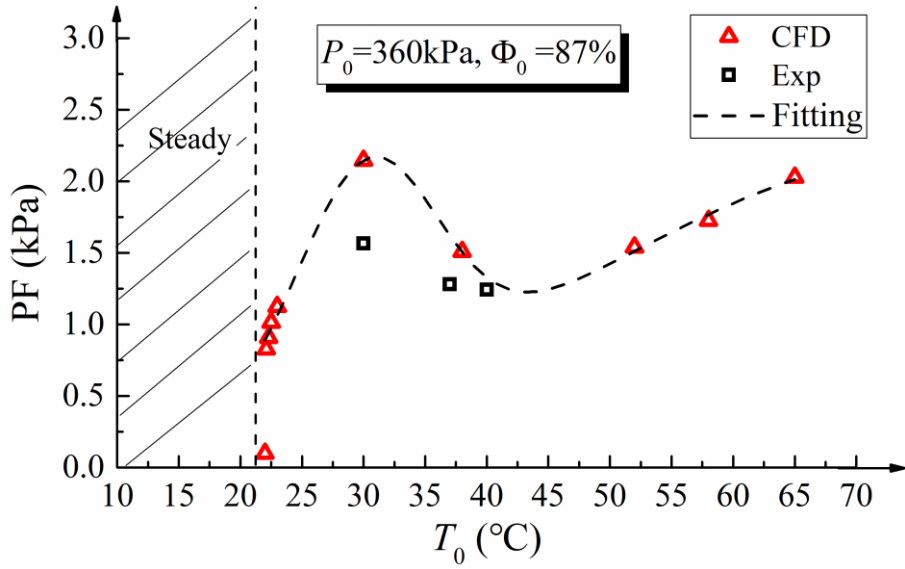 P₀=360kPa, Φ₀ =87%
CFD
Exp
Fitting
Steady
PF (kPa)
3.0
2.5
2.0
1.5
1.0
0.5
0.0
10 15 20 25 30 35 40 45 50 55 60 65 70
T₀ (°C)